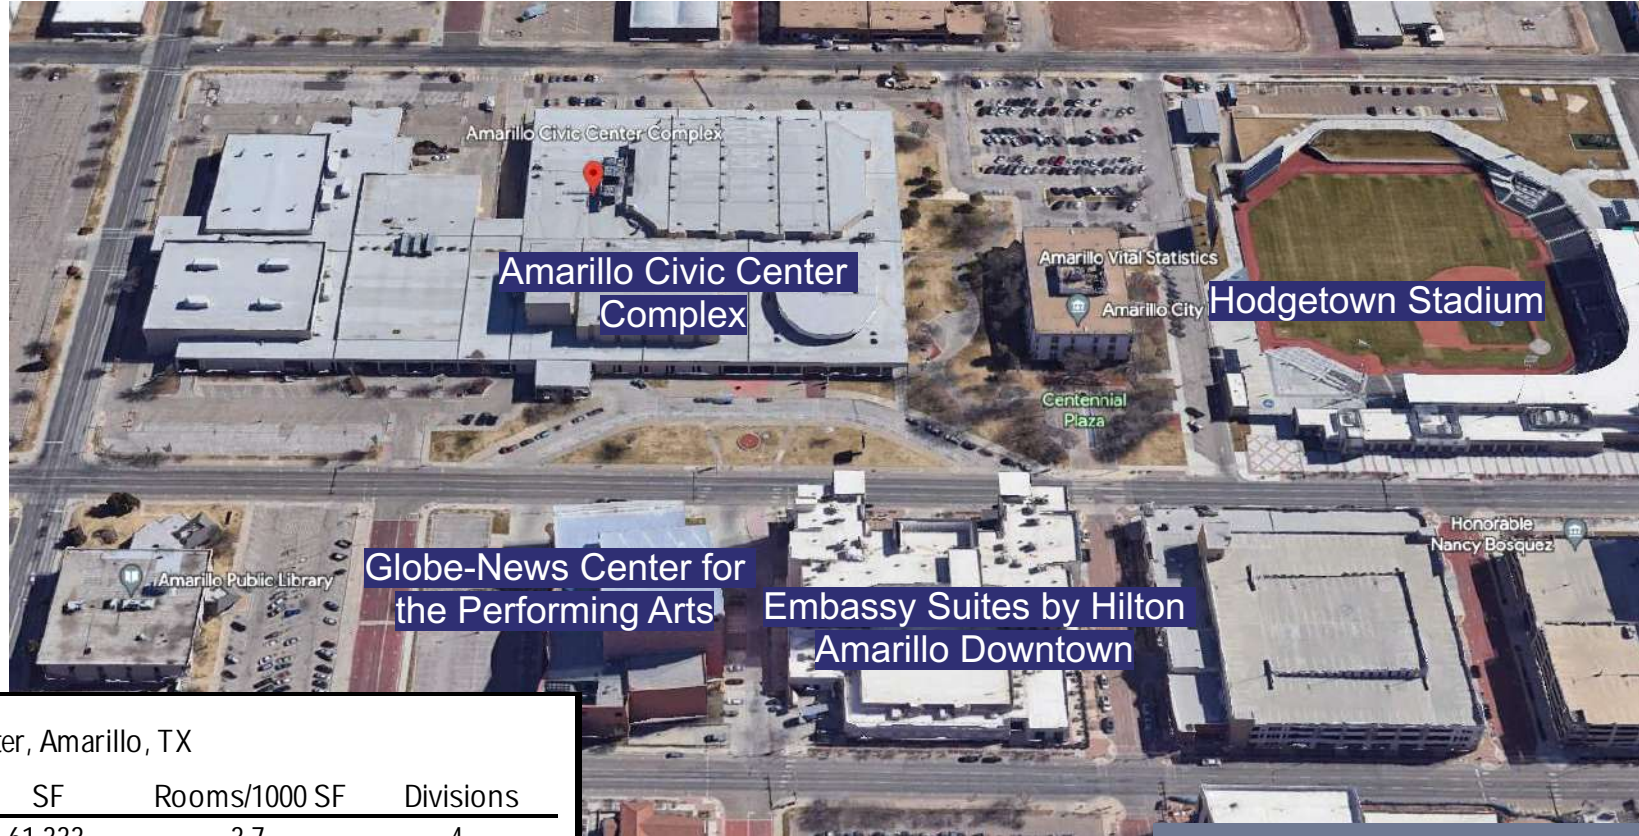 Amarillo Civic Center Complex
Amarillo Civic Center
Complex
Amarillo Vital Statistics
Amarillo City
Hodgetown Stadium
Centennial
Plaza
Honorable
Nancy Bosquez
Amarillo Public Library
Globe-News Center for
the Performing Arts
Embassy Suites by Hilton
Amarillo Downtown
ter, Amarillo, TX
SF Rooms/1000 SF Divisions